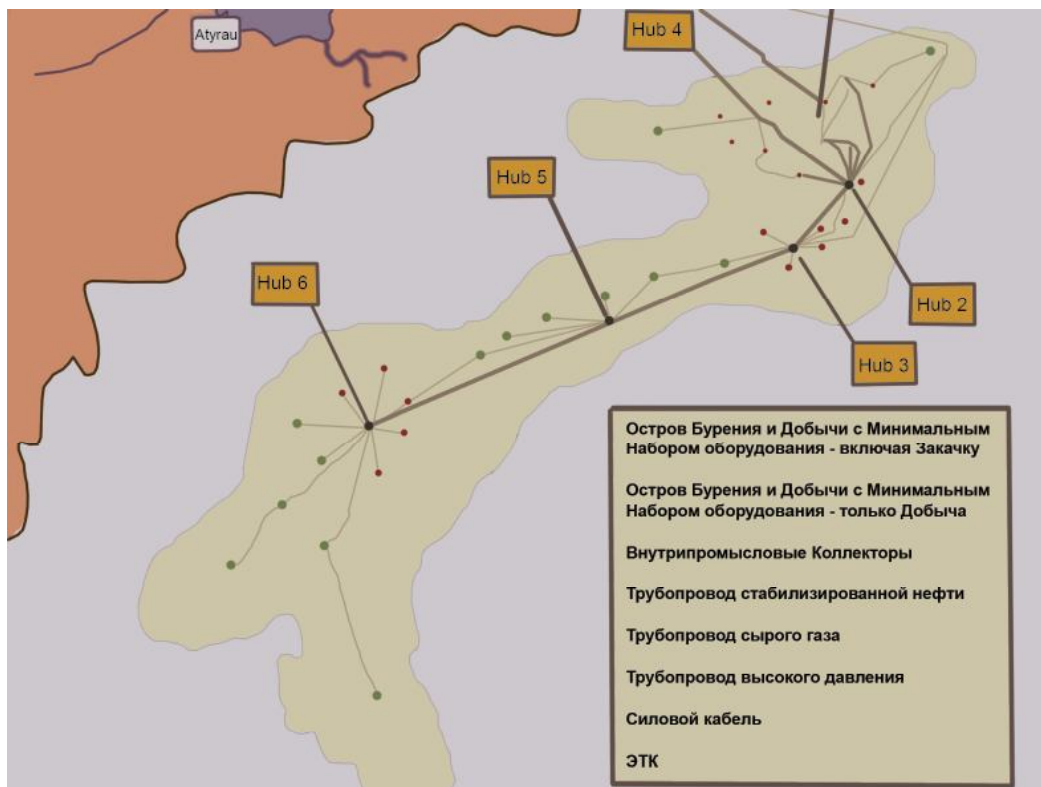 Atyrau
Hub 4
Hub 5
Hub 6
Hub 2
Hub 3
Остров Бурения и Добычи с Минимальным
Набором оборудования - включая Закачку
Остров Бурения и Добычи с Минимальным
Набором оборудования - только Добыча
Внутрипромысловые Коллекторы
Трубопровод стабилизированной нефти
Трубопровод сырого газа
Трубопровод высокого давления
Силовой кабель
ЭТК